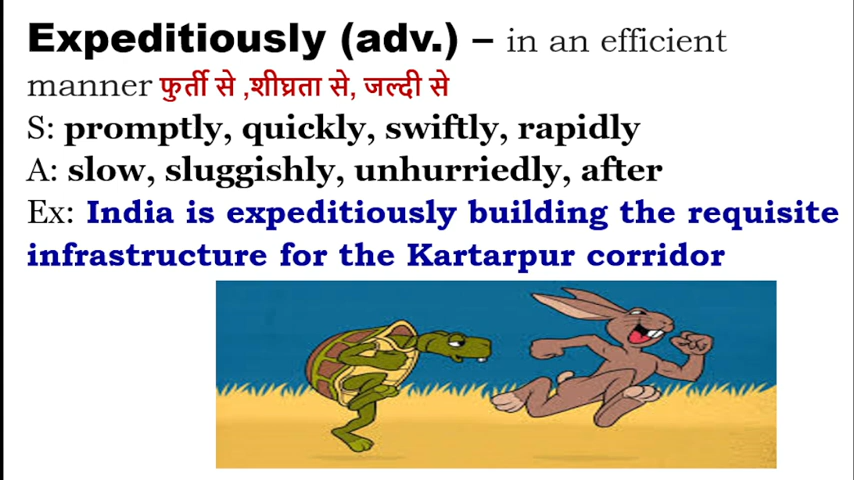 Expeditiously (adv.) – in an efficient
manner फुर्ती से ,शीघ्रता से, जल्दी से
S: promptly, quickly, swiftly, rapidly
A: slow, sluggishly, unhurriedly, after
Ex: India is expeditiously building the requisite
infrastructure for the Kartarpur corridor